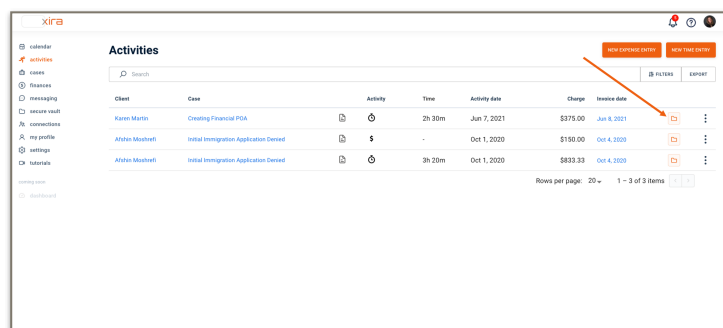 xira
calendar
activities
cases
finances
messaging
secure vault
connections
my profile
settings
tutorials
coming soon
dashboard
Activities
NEW EXPENSE ENTRY NEW TIME ENTRY
Search FILTERS EXPORT
Client Case Activity Time Activity date Charge Invoice date
Karen Martin Creating Financial POA 2h 30m Jun 7, 2021 $375.00 Jun 8, 2021
Afshin Moshrefi Initial Immigration Application Denied $ - Oct 1, 2020 $150.00 Oct 4, 2020
Afshin Moshrefi Initial Immigration Application Denied 3h 20m Oct 1, 2020 $833.33 Oct 4, 2020
Rows per page: 20 1 – 3 of 3 items